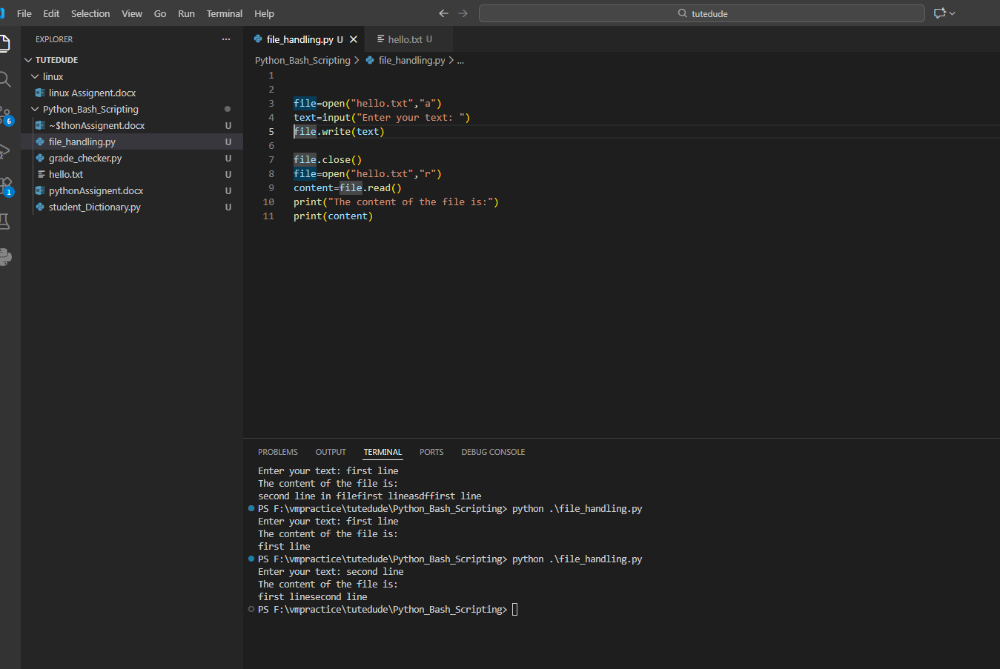 File Edit Selection View Go Run Terminal Help
tutedude
EXPLORER ...
TUTEDUDE
linux
linux Assignent.docx
Python_Bash_Scripting
~$thonAssignent.docx U
file_handling.py U
grade_checker.py U
hello.txt U
pythonAssignent.docx U
student_Dictionary.py U
6
1
file_handling.py U
hello.txt U
Python_Bash_Scripting > file_handling.py > ...
1
2
3 file=open("hello.txt","a")
4 text=input("Enter your text: ")
5 file.write(text)
6
7 file.close()
8 file=open("hello.txt","r")
9 content=file.read()
10 print("The content of the file is:")
11 print(content)
PROBLEMS OUTPUT TERMINAL PORTS DEBUG CONSOLE
Enter your text: first line
The content of the file is:
second line in filefirst lineasdffirst line
PS F:\vmpractice\tutedude\Python_Bash_Scripting> python .\file_handling.py
Enter your text: first line
The content of the file is:
first line
PS F:\vmpractice\tutedude\Python_Bash_Scripting> python .\file_handling.py
Enter your text: second line
The content of the file is:
first linesecond line
PS F:\vmpractice\tutedude\Python_Bash_Scripting>